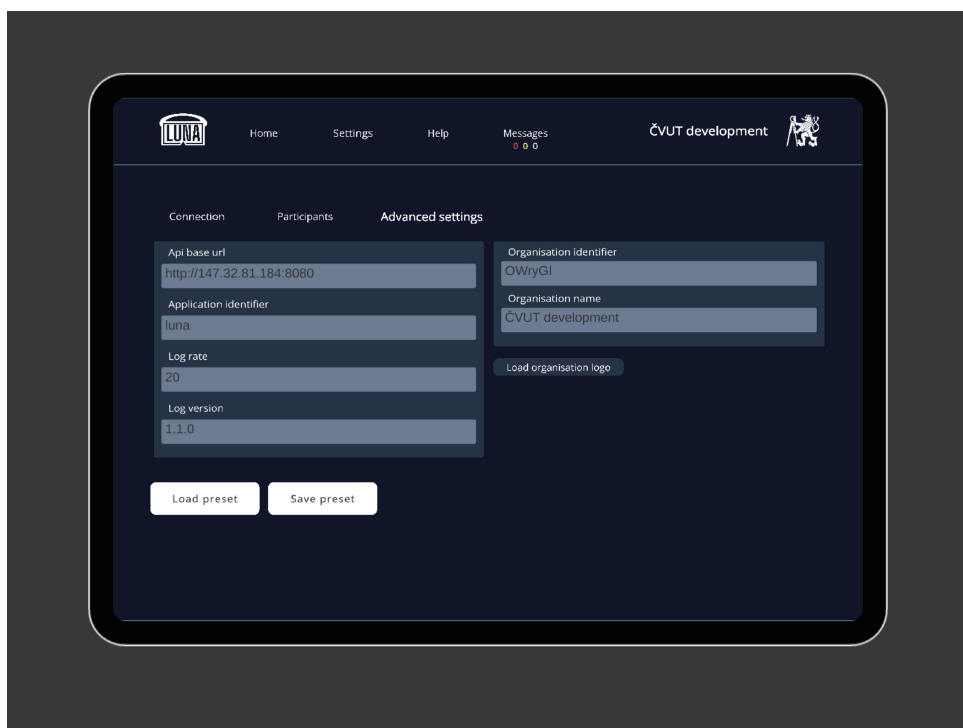 LUNA
Home Settings Help Messages
0 0 0
ČVUT development
Connection Participants Advanced settings
Api base url
http://147.32.81.184:8080
Application identifier
luna
Log rate
20
Log version
1.1.0
Organisation identifier
OWryGI
Organisation name
ČVUT development
Load organisation logo
Load preset Save preset